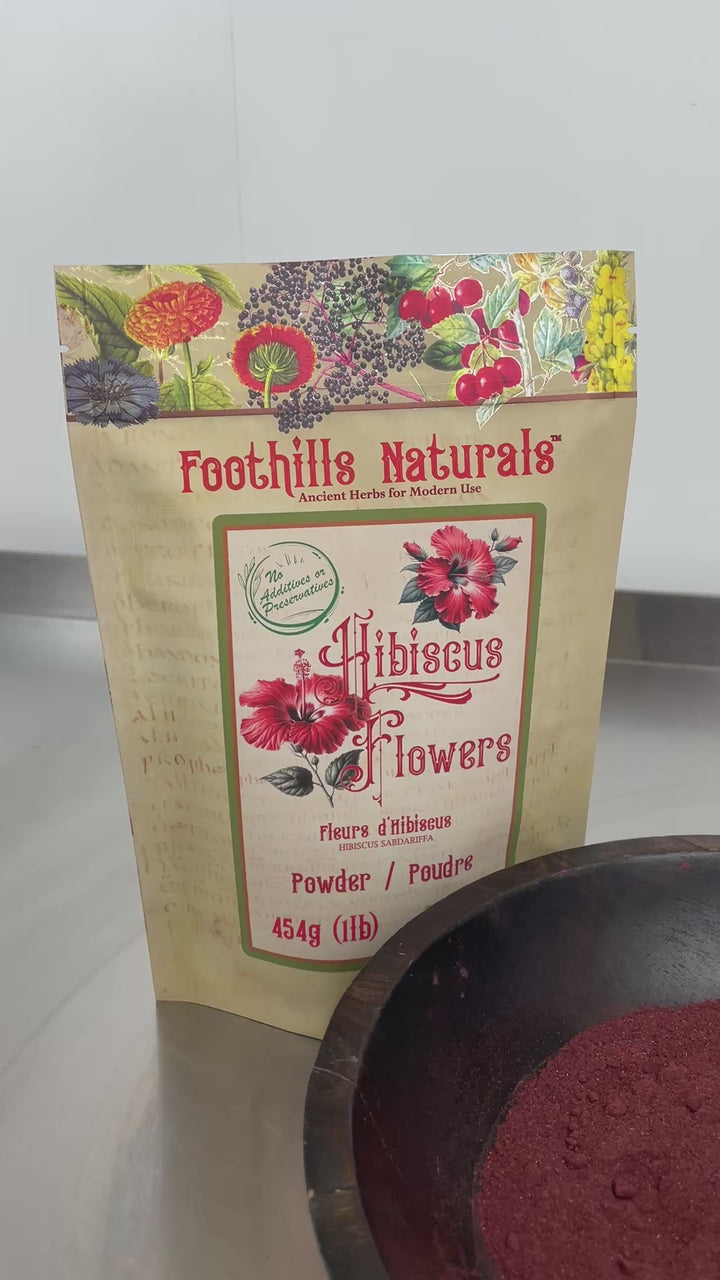 Foothills Naturals™
Ancient Herbs for Modern Use
No
Additives or
Preservatives
Hibiscus
Flowers
Fleurs d'Hibiscus
HIBISCUS SABDARIFFA
Powder / Poudre
454g (1lb)